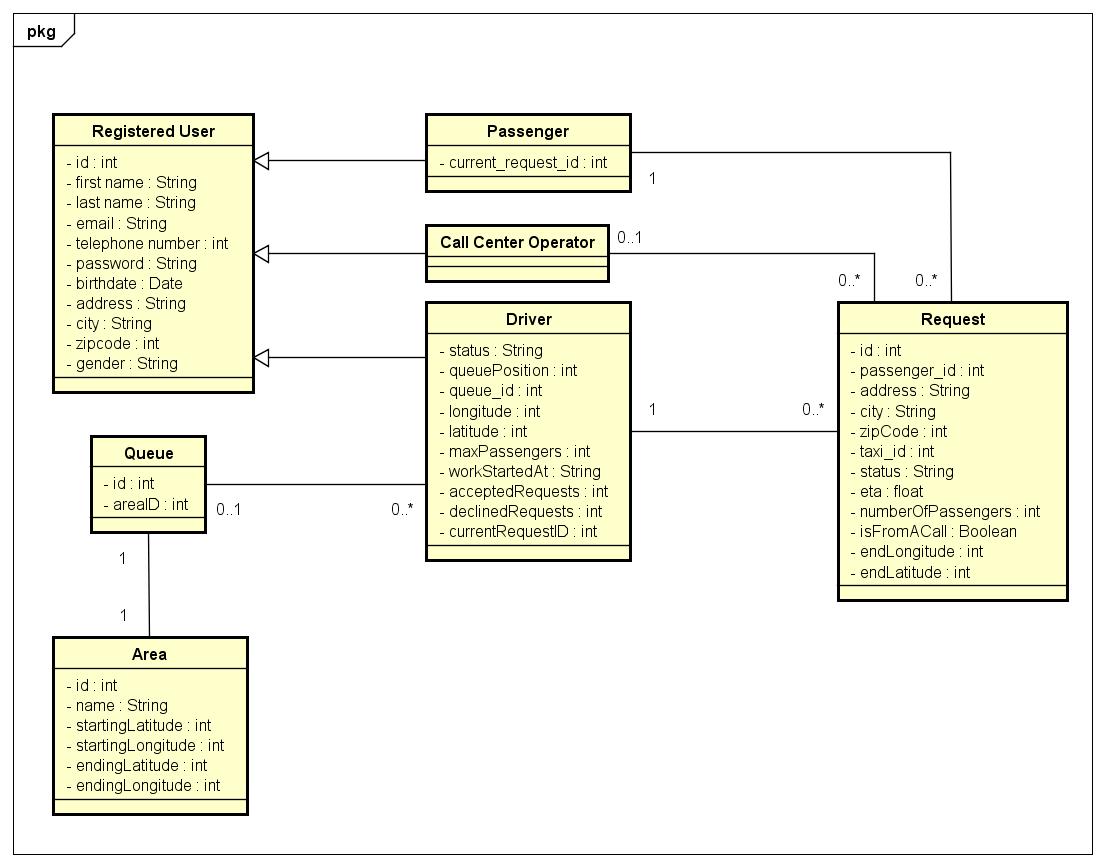 pkg
Registered User
- id : int
- first name : String
- last name : String
- email : String
- telephone number : int
- password : String
- birthdate : Date
- address : String
- city : String
- zipcode : int
- gender : String
Passenger
- current_request_id : int
1
Call Center Operator
0..1
0..*
0..*
Driver
- status : String
- queuePosition : int
- queue_id : int
- longitude : int
- latitude : int
- maxPassengers : int
- workStartedAt : String
- acceptedRequests : int
- declinedRequests : int
- currentRequestID : int
1
0..*
Request
- id : int
- passenger_id : int
- address : String
- city : String
- zipCode : int
- taxi_id : int
- status : String
- eta : float
- numberOfPassengers : int
- isFromACall : Boolean
- endLongitude : int
- endLatitude : int
Queue
- id : int
- areaID : int
0..1
0..*
1
1
Area
- id : int
- name : String
- startingLatitude : int
- startingLongitude : int
- endingLatitude : int
- endingLongitude : int